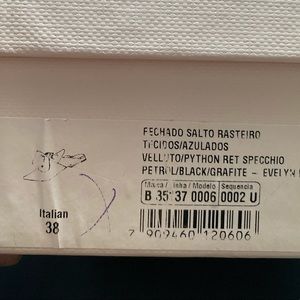 FECHADO SALTO RASTEIRO
TECIDOS/AZULADOS
VELLUTO/PYTHON RET SPECCHIO
PETROL/BLACK/GRAFITE - EVELYN
Marca / Linha / Modelo Sequencia
B 35 37 0006 0002 U
Italian
38
7 909460 120606